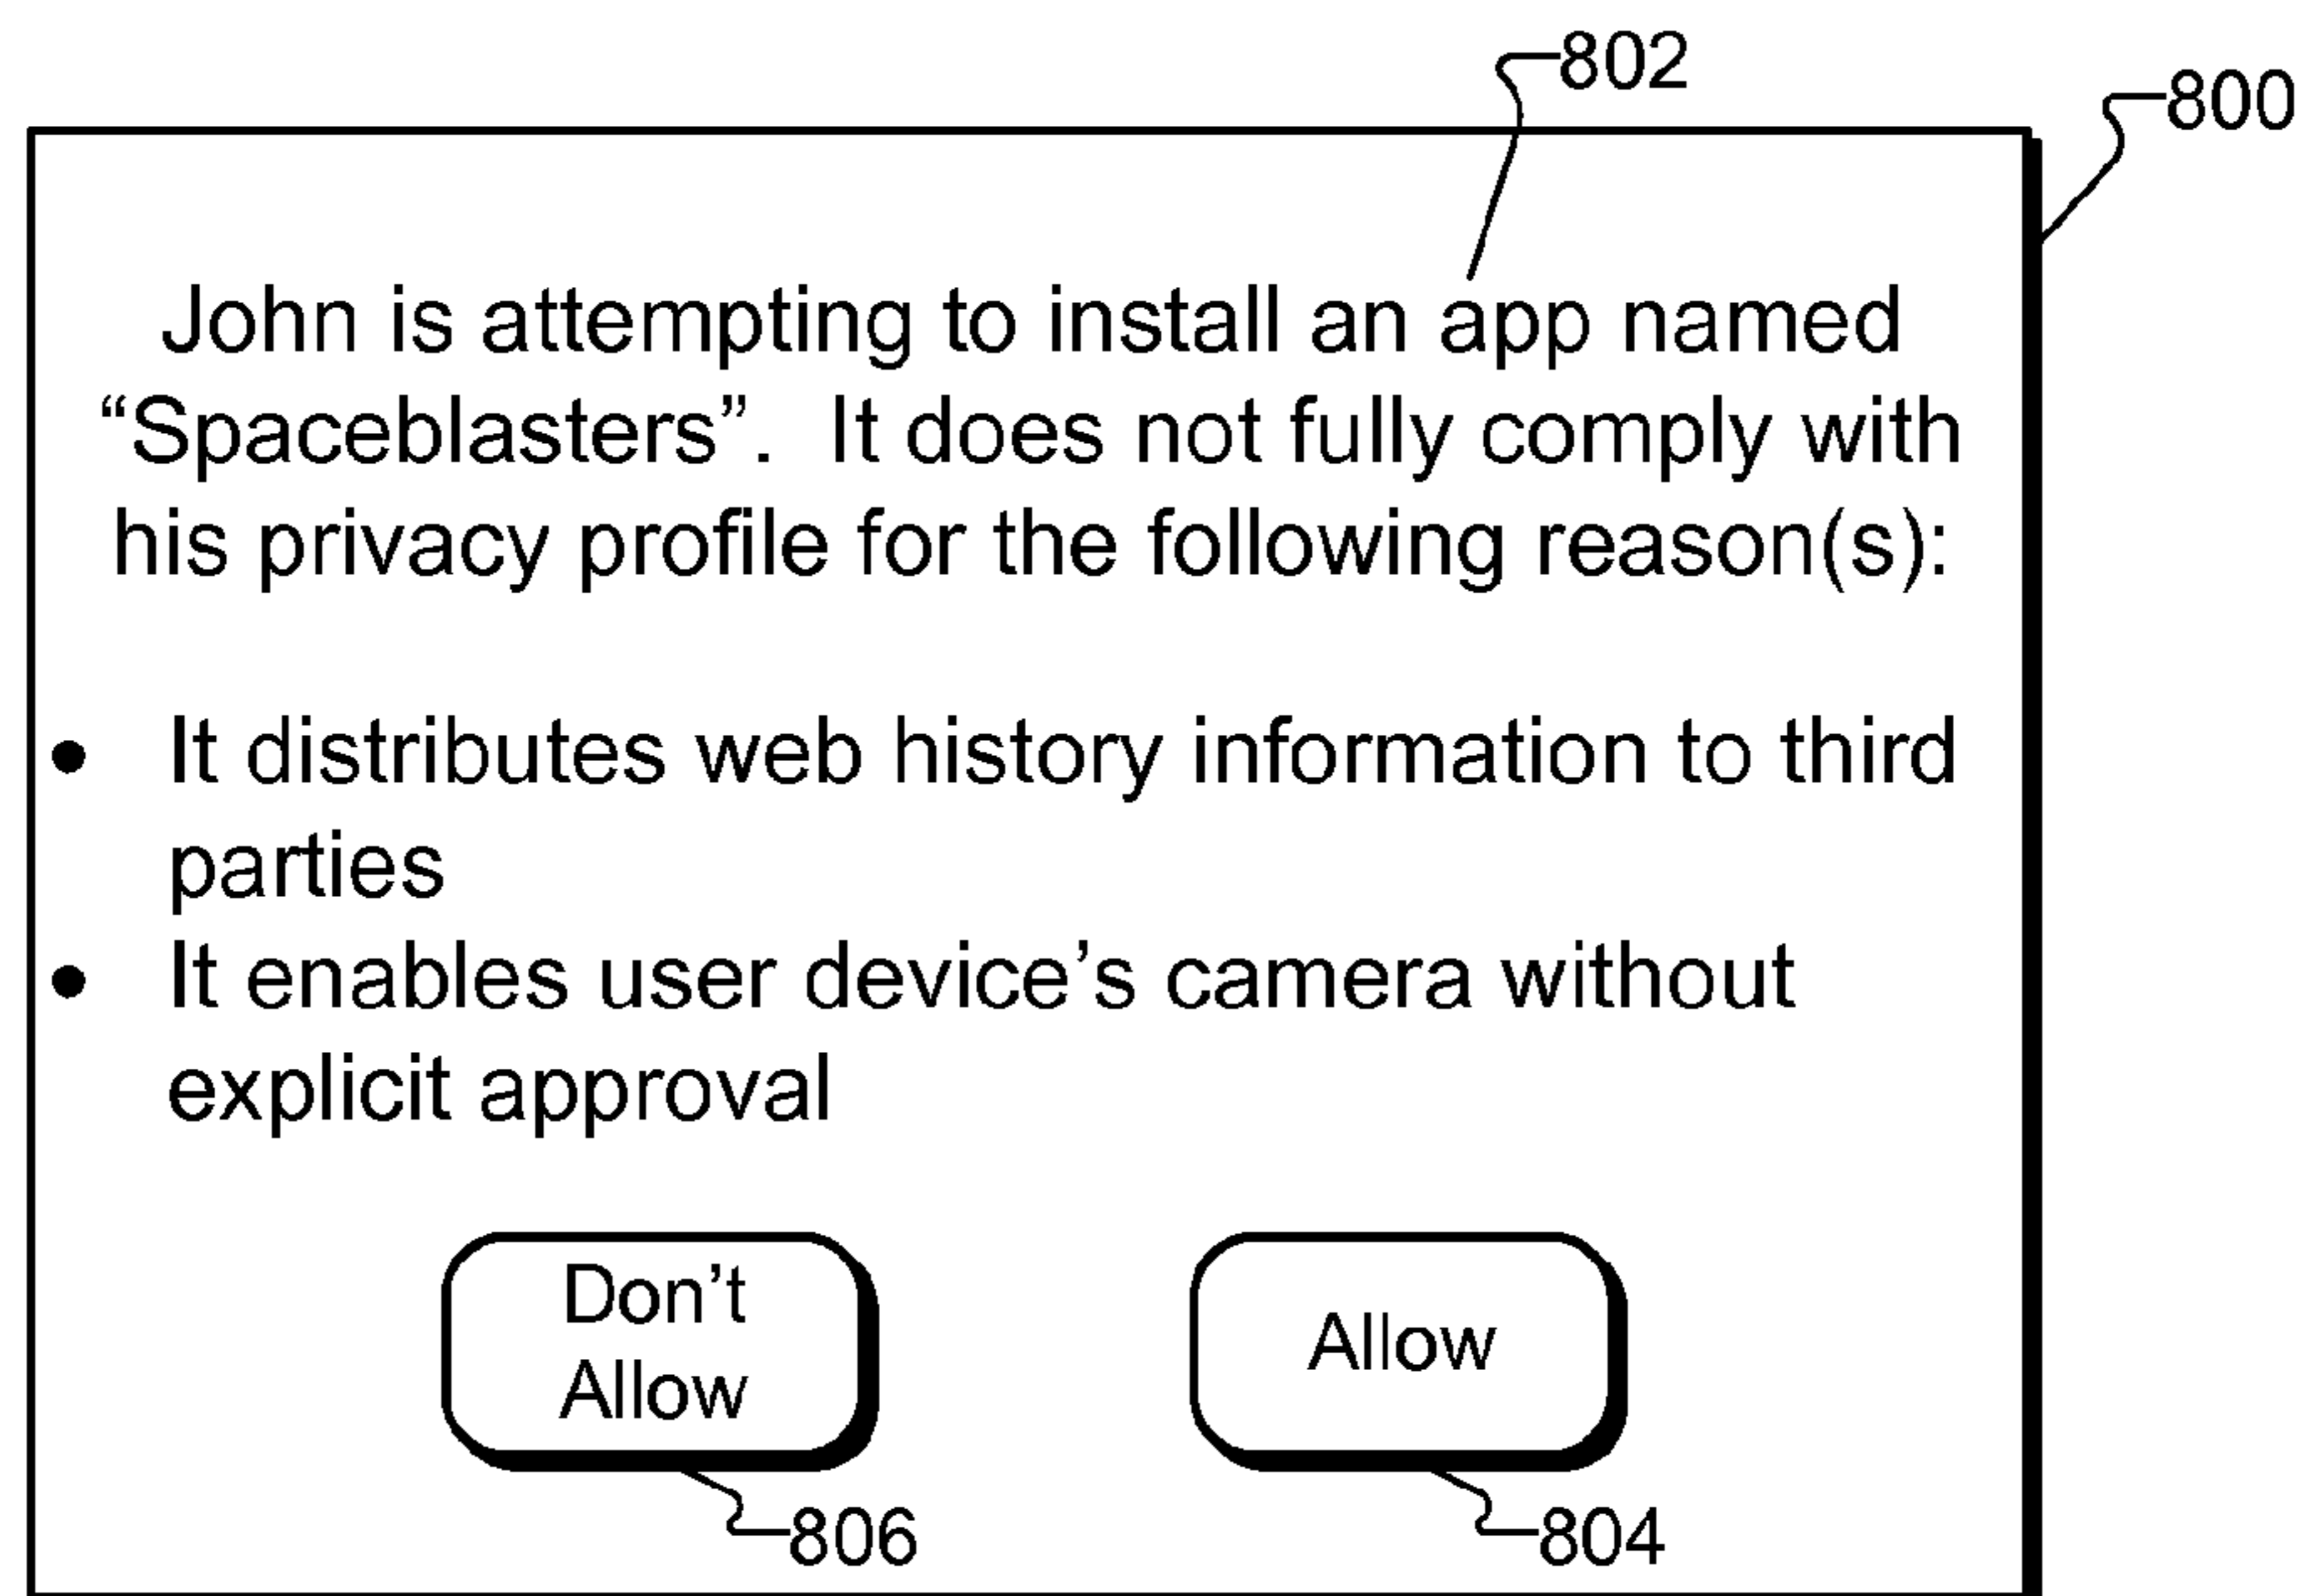 802
800
John is attempting to install an app named
“Spaceblasters”. It does not fully comply with
his privacy profile for the following reason(s):
• It distributes web history information to third
parties
• It enables user device’s camera without
explicit approval
Don’t
Allow
Allow
806
804